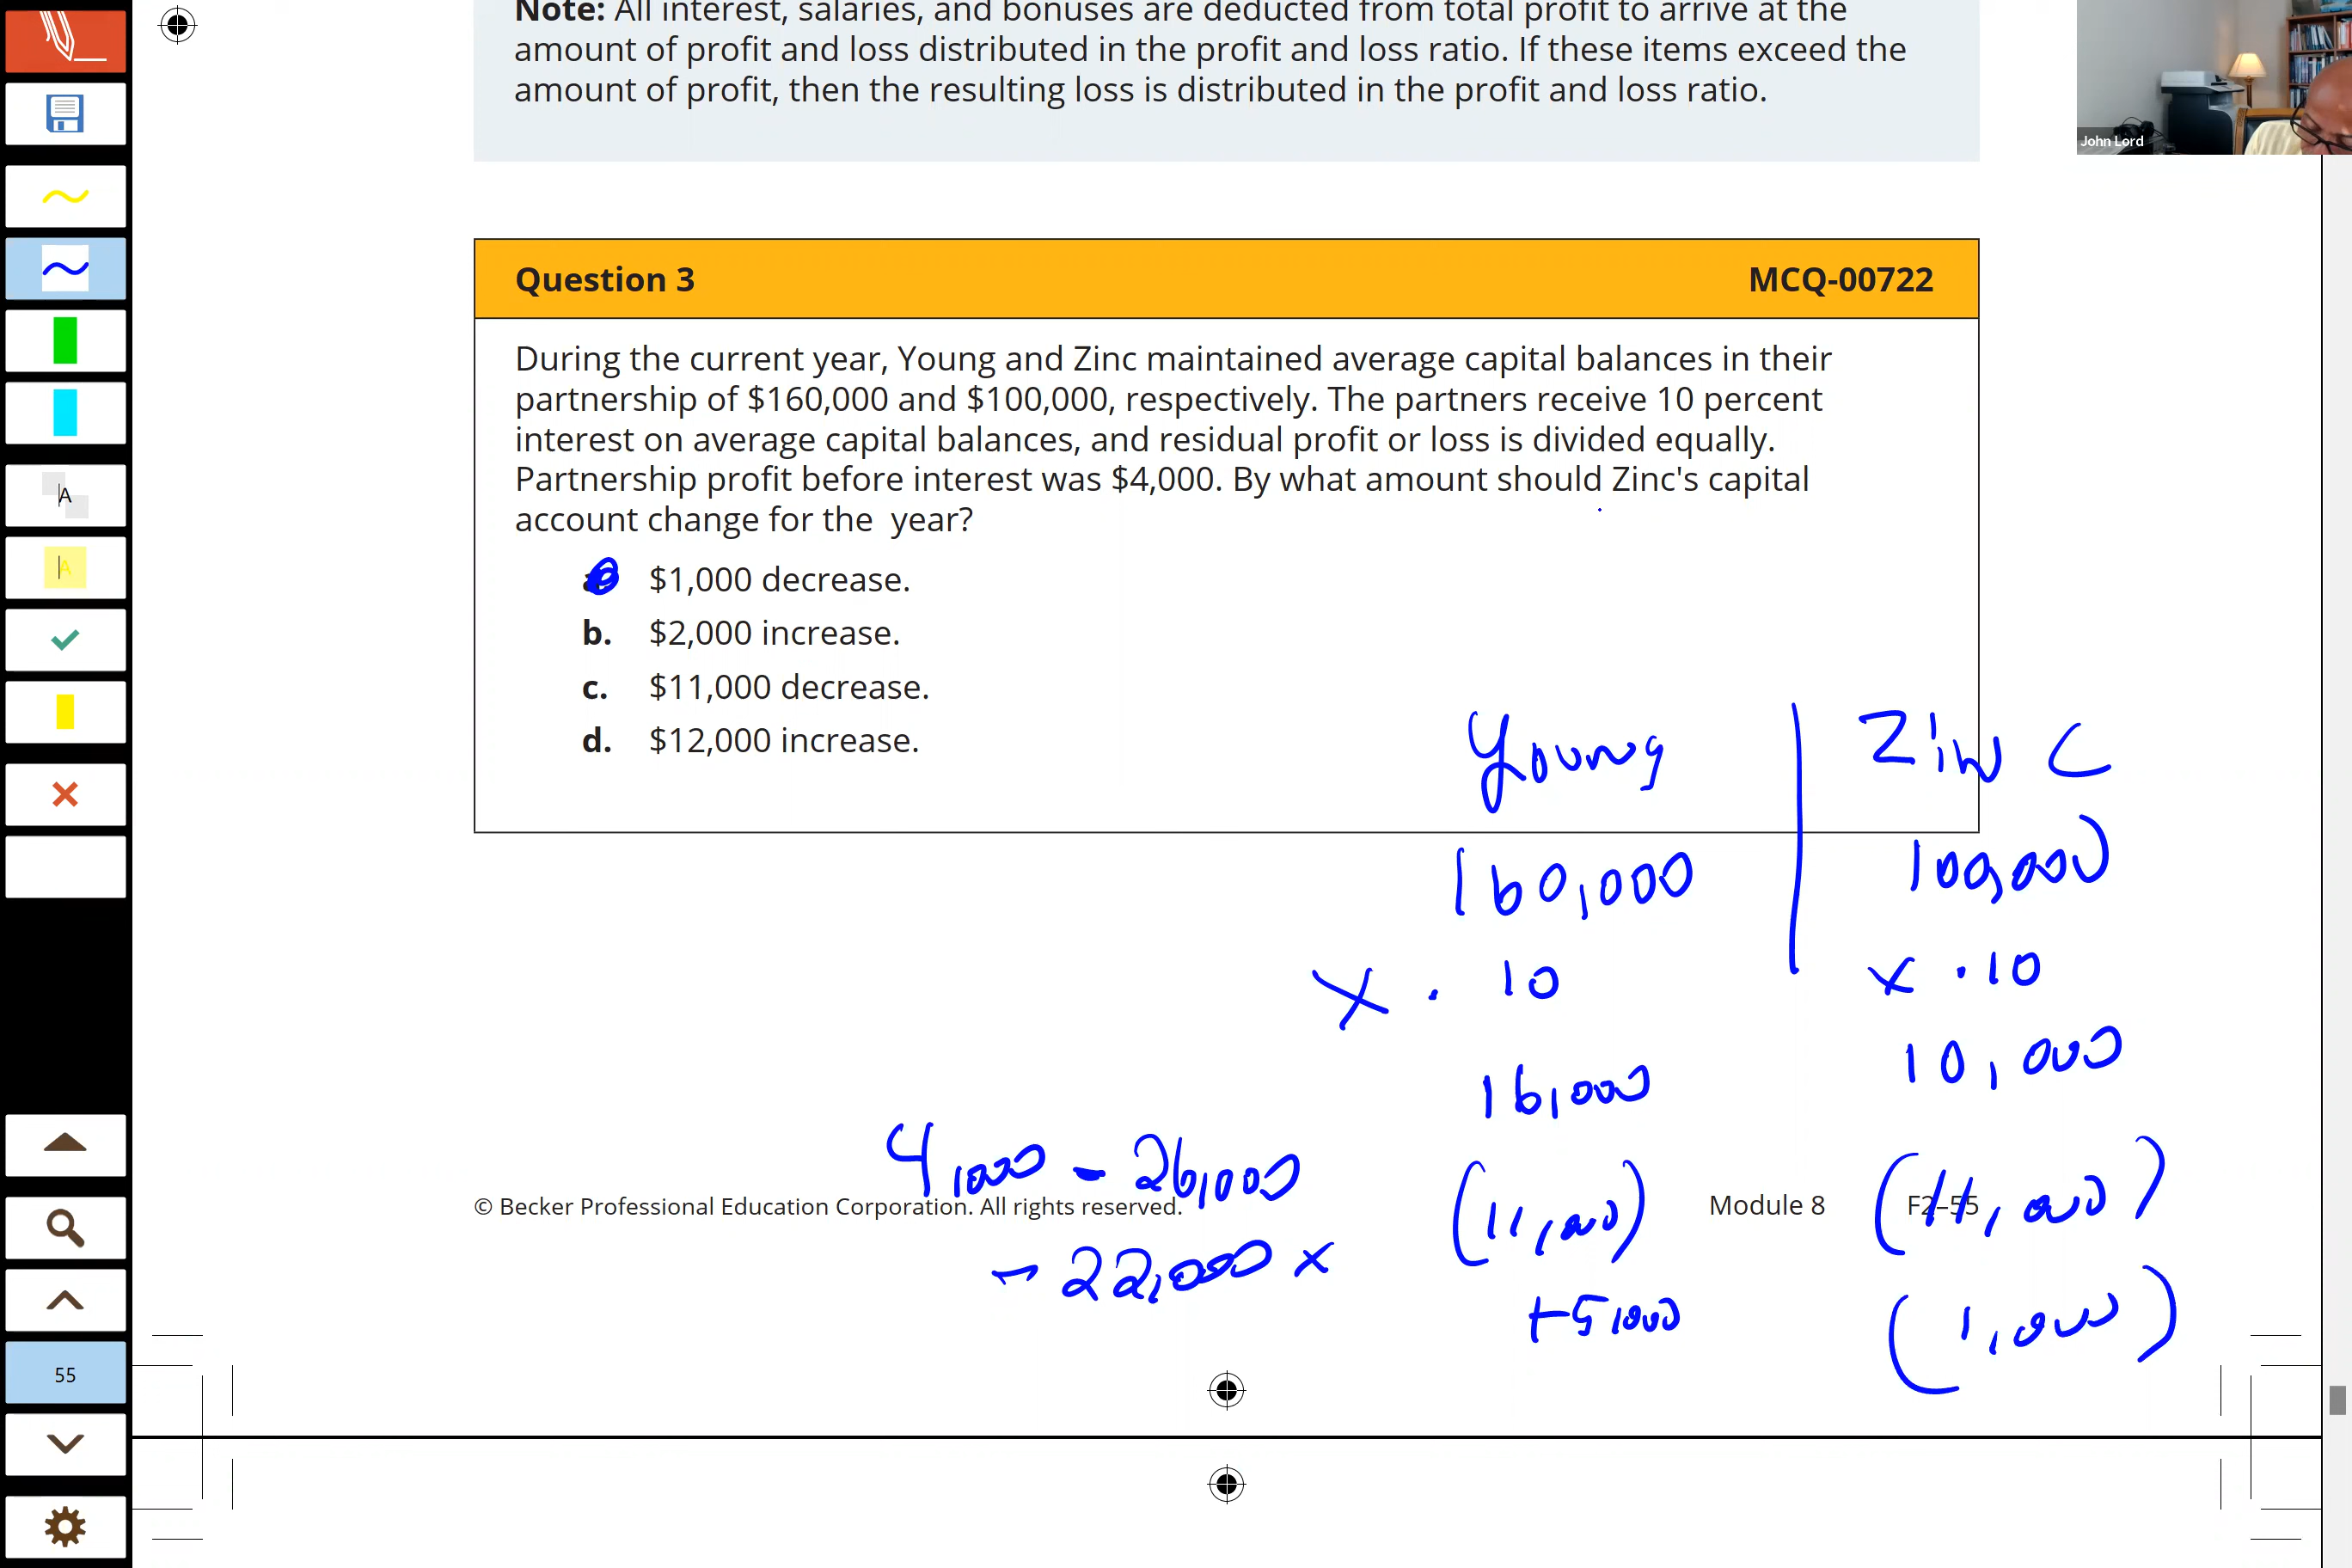 Note: All interest, salaries, and bonuses are deducted from total profit to arrive at the
amount of profit and loss distributed in the profit and loss ratio. If these items exceed the
amount of profit, then the resulting loss is distributed in the profit and loss ratio.
John Lord
Question 3 MCQ-00722
During the current year, Young and Zinc maintained average capital balances in their
partnership of $160,000 and $100,000, respectively. The partners receive 10 percent
interest on average capital balances, and residual profit or loss is divided equally.
Partnership profit before interest was $4,000. By what amount should Zinc's capital
account change for the year?
a. $1,000 decrease.
b. $2,000 increase.
c. $11,000 decrease.
d. $12,000 increase.
Young Zinc
160,000 100,000
x .10 x .10
16,000 10,000
4,000 - 26,000
(11,000) (11,000)
© Becker Professional Education Corporation. All rights reserved. Module 8 F2–55
- 22,000 x
+5,000 (1,000)
A
A
55